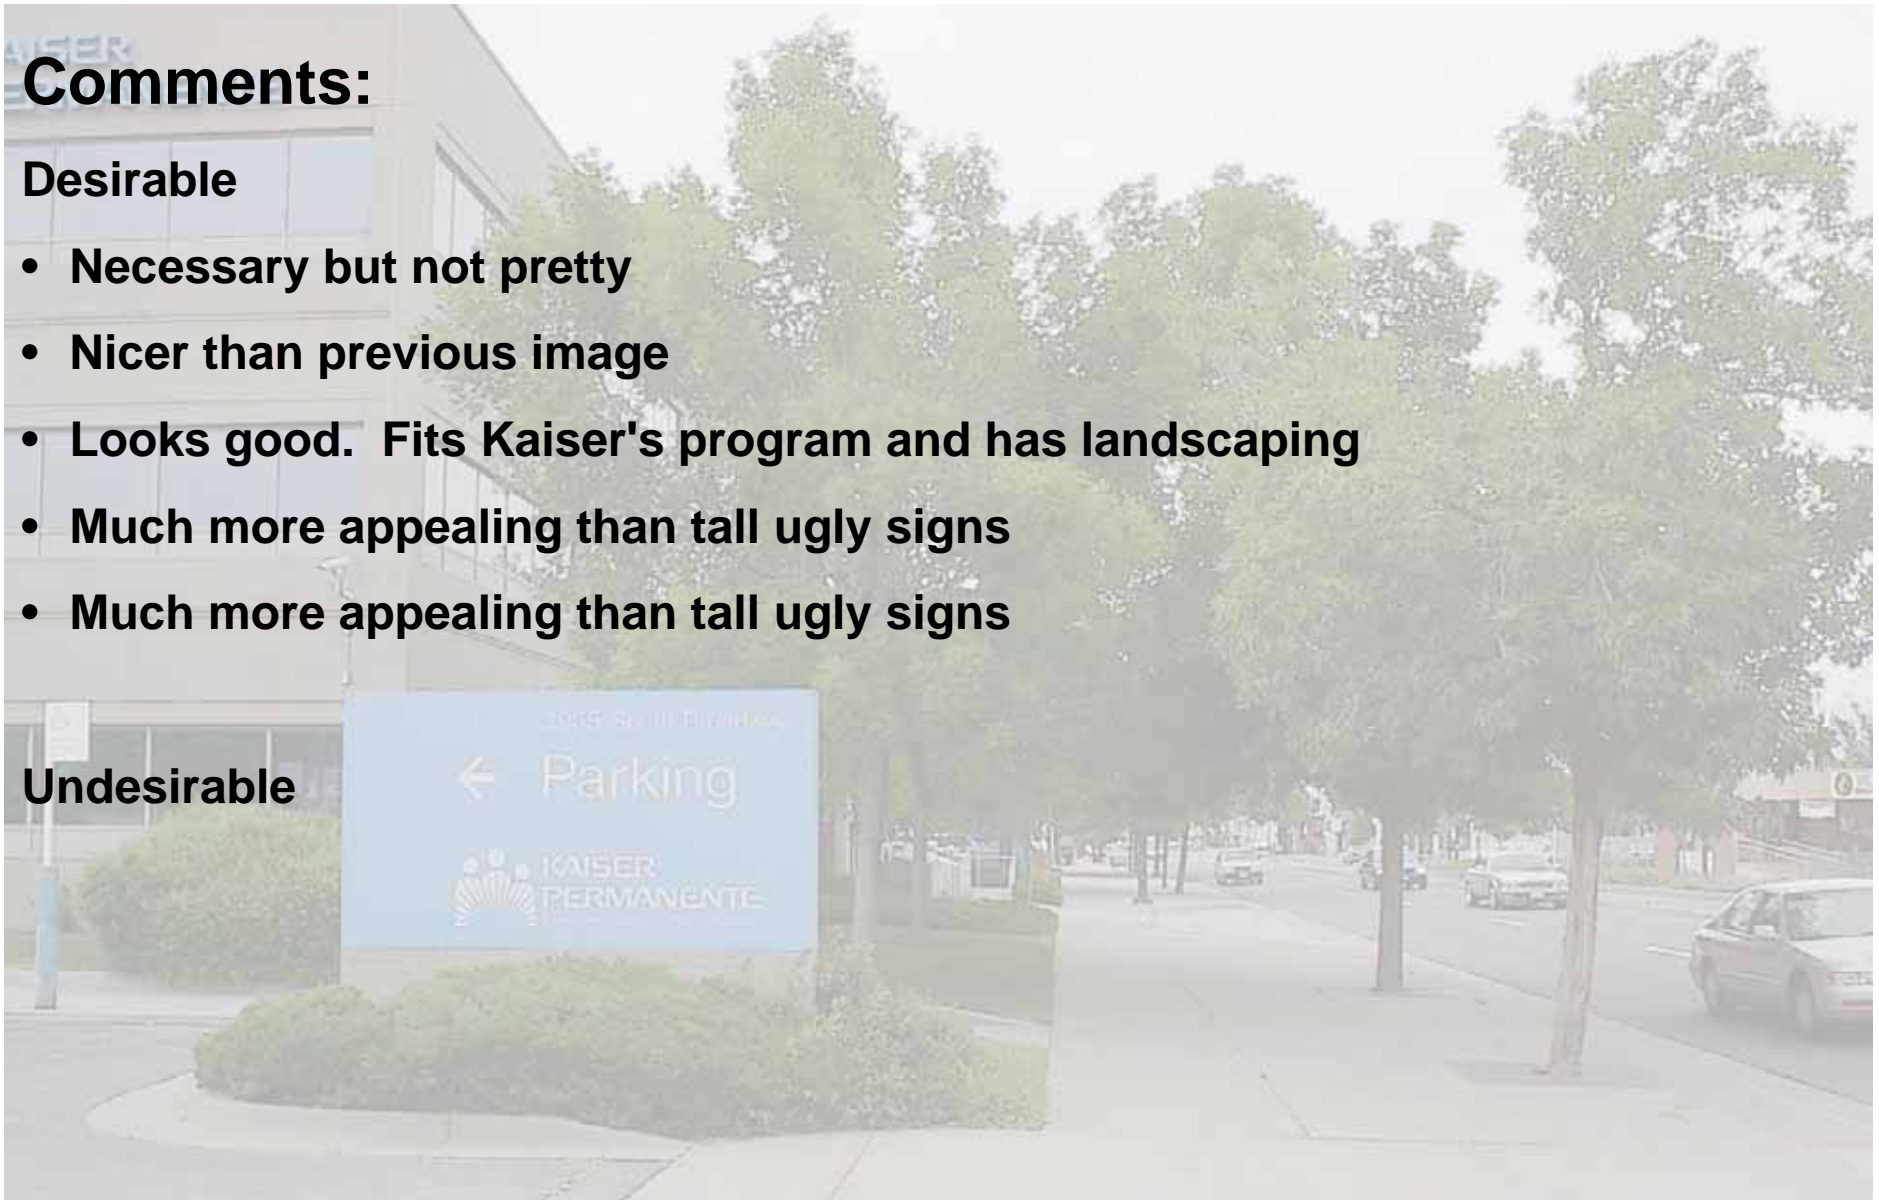 Comments:
Desirable
• Necessary but not pretty
• Nicer than previous image
• Looks good.  Fits Kaiser's program and has landscaping
• Much more appealing than tall ugly signs
• Much more appealing than tall ugly signs
Undesirable
← Parking
KAISER
PERMANENTE